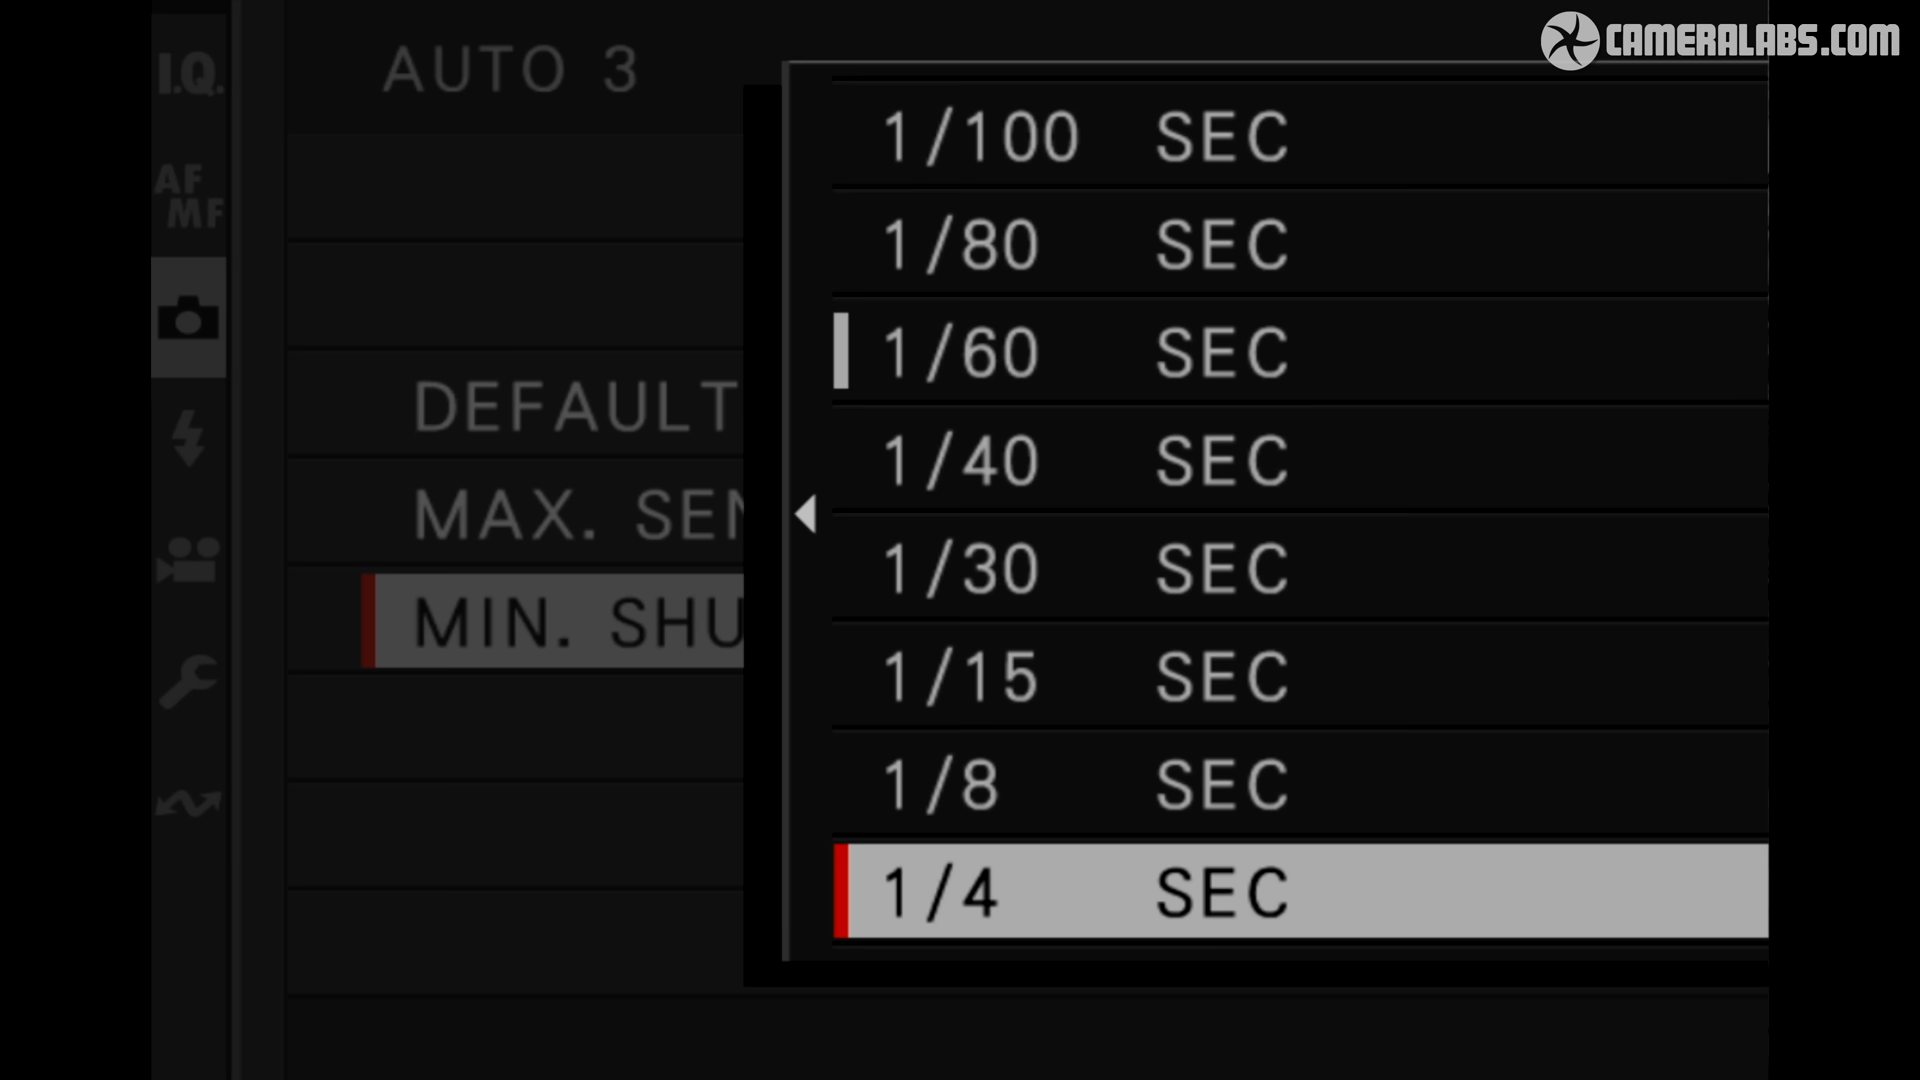 CAMERALABS.COM
I.Q.
AF
MF
AUTO 3
DEFAULT
MAX. SEN
MIN. SHU
1/100 SEC
1/80 SEC
1/60 SEC
1/40 SEC
1/30 SEC
1/15 SEC
1/8 SEC
1/4 SEC